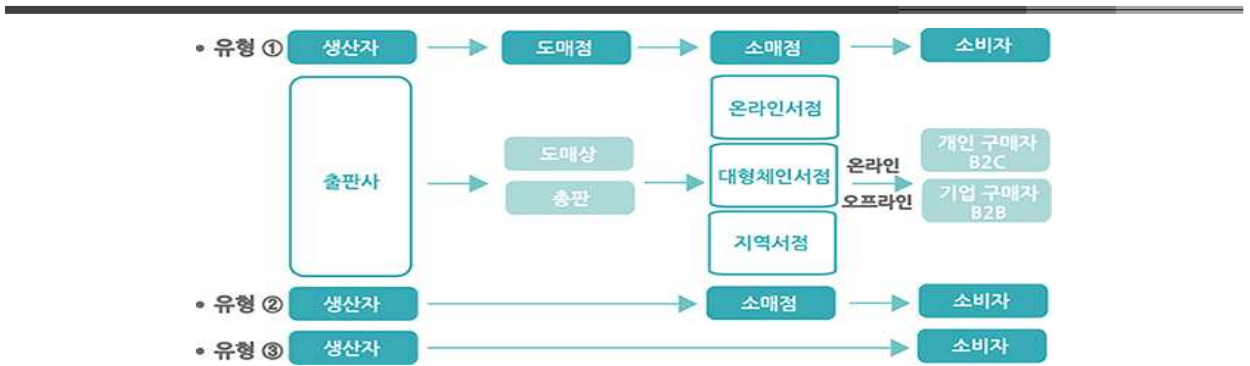 • 유형 ① 생산자 도매점 소매점 소비자
온라인서점
출판사
도매상
총판
대형체인서점
온라인
오프라인
개인 구매자
B2C
기업 구매자
B2B
지역서점
• 유형 ② 생산자 소매점 소비자
• 유형 ③ 생산자 소비자